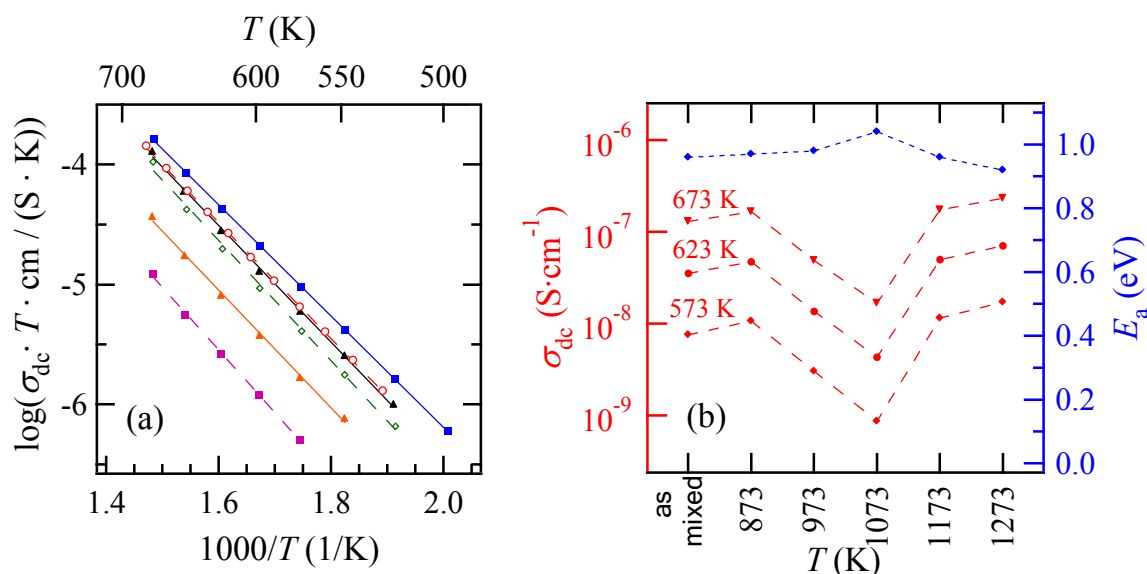 T (K)
700 600 550 500
log(σdc· T · cm / (S · K))
-4
-5
-6
(a)
1.4 1.6 1.8 2.0
1000/T (1/K)
σdc (S·cm-1)
10-6
10-7
10-8
10-9
673 K
623 K
573 K
(b)
1.0
0.8
0.6
0.4
0.2
0.0
Ea (eV)
as
mixed
873
973
1073
1173
1273
T (K)